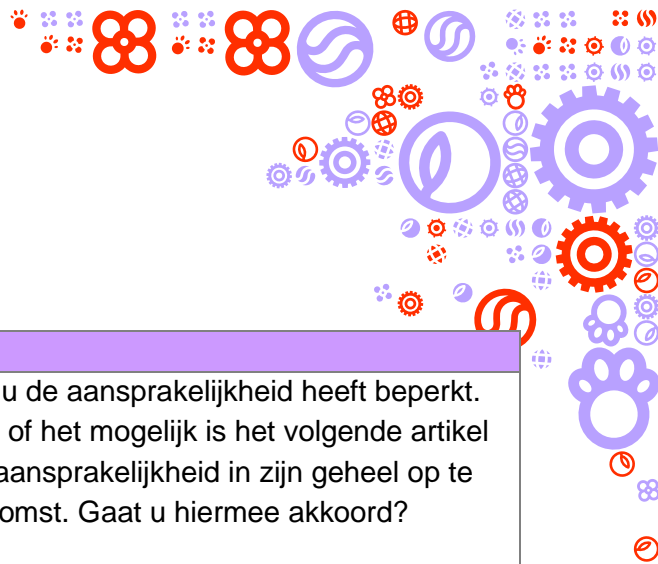 u de aansprakelijkheid heeft beperkt.
of het mogelijk is het volgende artikel
aansprakelijkheid in zijn geheel op te
omst. Gaat u hiermee akkoord?